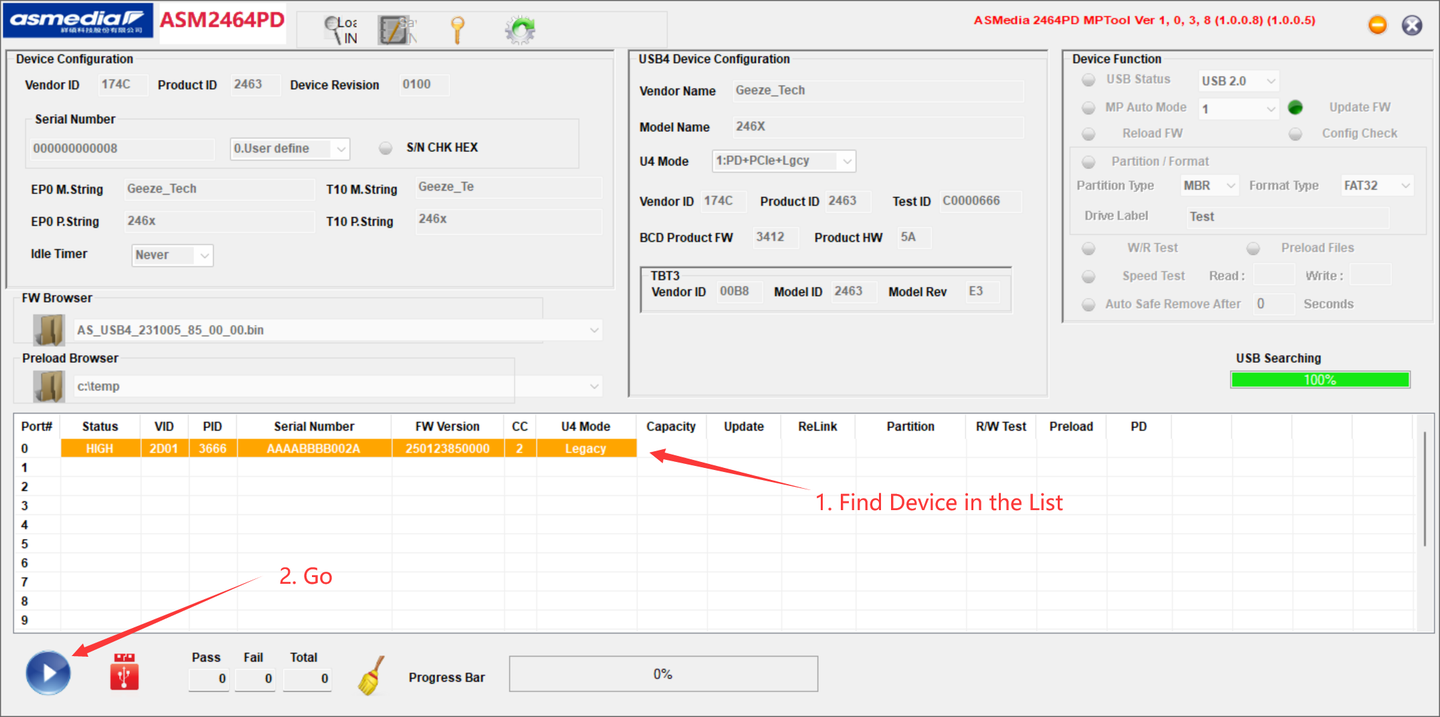 asmedia
祥碩科技股份有限公司
ASM2464PD
Loa
IN
ASMedia 2464PD MPTool Ver 1, 0, 3, 8 (1.0.0.8) (1.0.0.5)
Device Configuration
Vendor ID 174C Product ID 2463 Device Revision 0100
Serial Number
000000000008 0.User define S/N CHK HEX
EP0 M.String Geeze_Tech T10 M.String Geeze_Te
EP0 P.String 246x T10 P.String 246x
Idle Timer Never
FW Browser
AS_USB4_231005_85_00_00.bin
Preload Browser
c:\temp
USB4 Device Configuration
Vendor Name Geeze_Tech
Model Name 246X
U4 Mode 1:PD+PCIe+Lgcy
Vendor ID 174C Product ID 2463 Test ID C0000666
BCD Product FW 3412 Product HW 5A
TBT3
Vendor ID 00B8 Model ID 2463 Model Rev E3
Device Function
USB Status USB 2.0
MP Auto Mode 1 Update FW
Reload FW Config Check
Partition / Format
Partition Type MBR Format Type FAT32
Drive Label Test
W/R Test Preload Files
Speed Test Read : Write :
Auto Safe Remove After 0 Seconds
USB Searching
100%
Port# Status VID PID Serial Number FW Version CC U4 Mode Capacity Update ReLink Partition R/W Test Preload PD
0 HIGH 2D01 3666 AAAABBBB002A 250123850000 2 Legacy
1
2
3
4
5
6
7
8
9
1. Find Device in the List
2. Go
Pass Fail Total
0 0 0
Progress Bar 0%